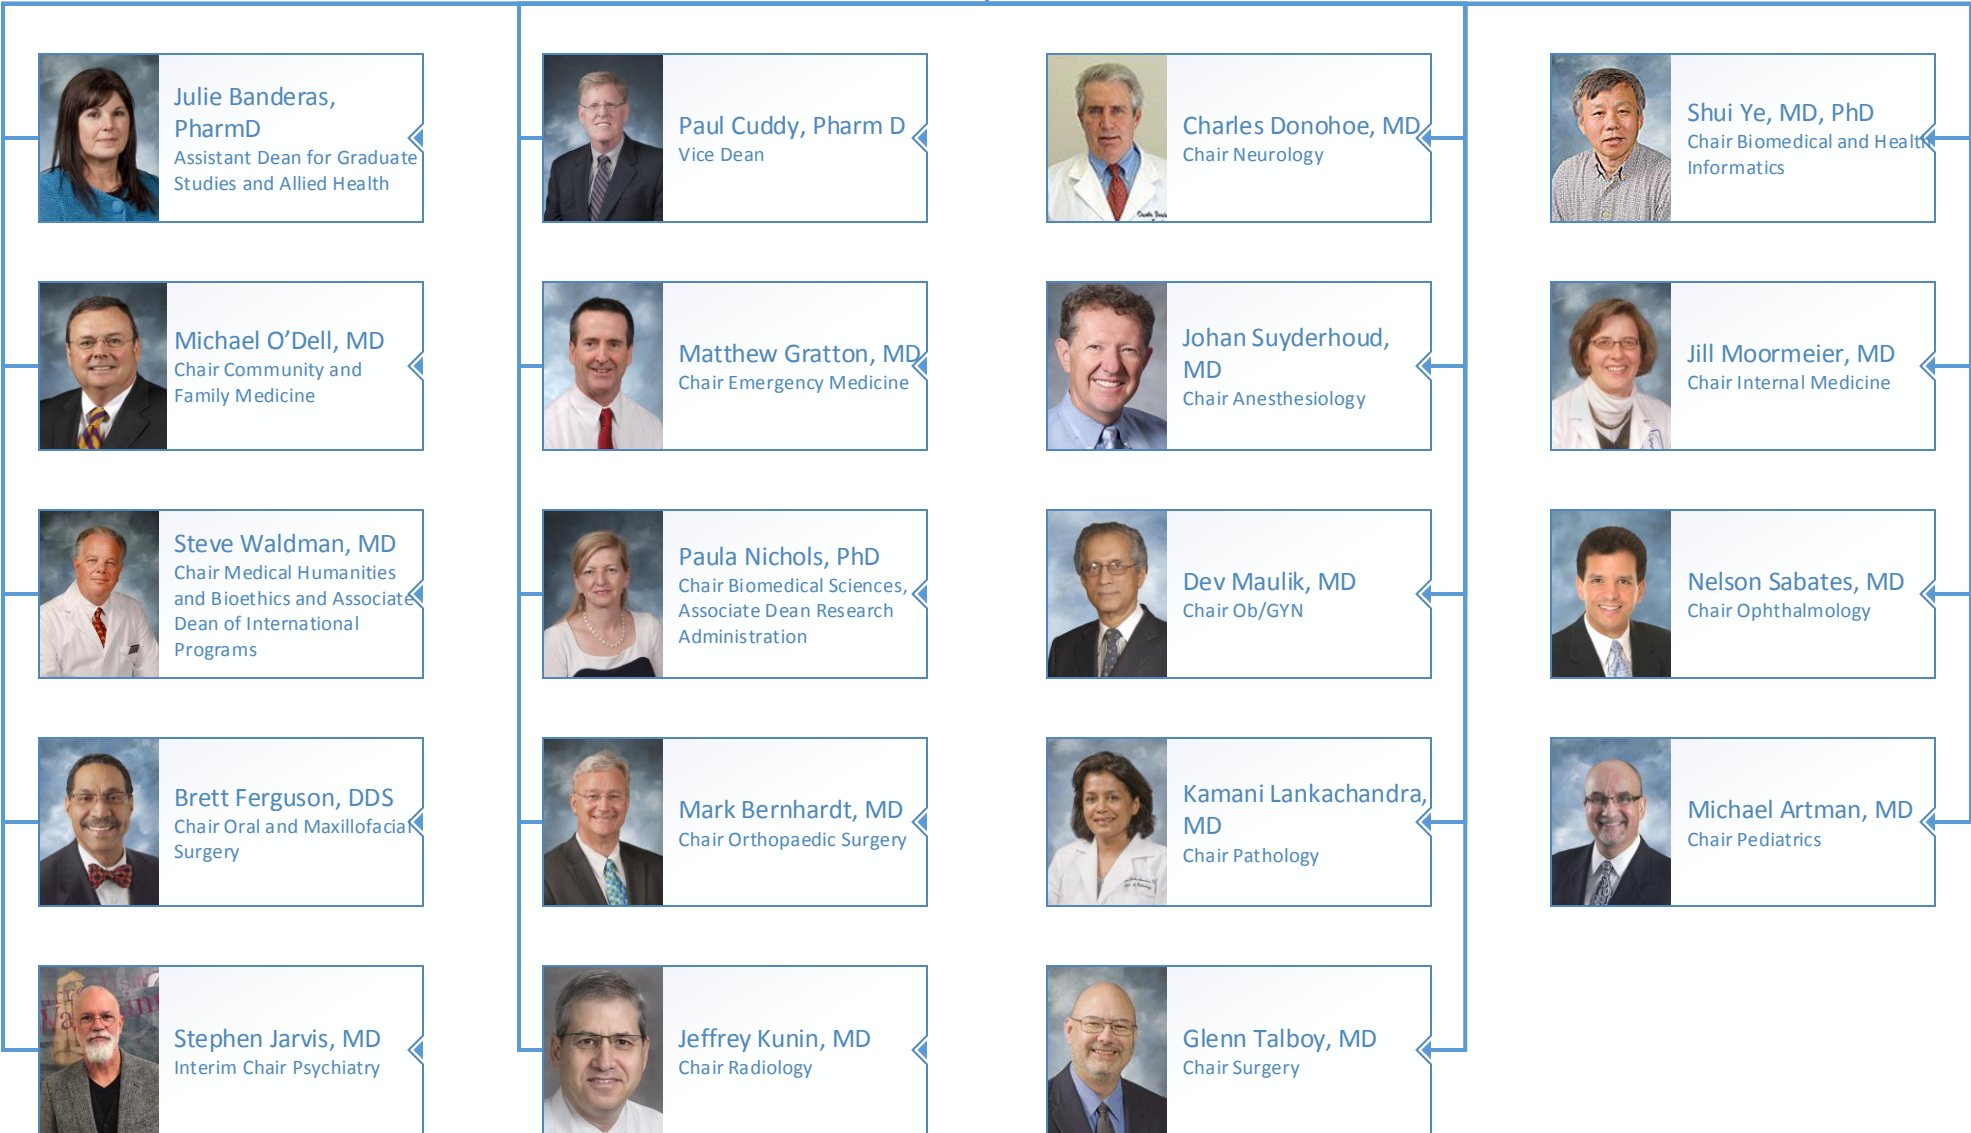 Julie Banderas,
PharmD
Assistant Dean for Graduate
Studies and Allied Health
Paul Cuddy, Pharm D
Vice Dean
Charles Donohoe, MD
Chair Neurology
Shui Ye, MD, PhD
Chair Biomedical and Health
Informatics
Michael O’Dell, MD
Chair Community and
Family Medicine
Matthew Gratton, MD
Chair Emergency Medicine
Johan Suyderhoud,
MD
Chair Anesthesiology
Jill Moormeier, MD
Chair Internal Medicine
Steve Waldman, MD
Chair Medical Humanities
and Bioethics and Associate
Dean of International
Programs
Paula Nichols, PhD
Chair Biomedical Sciences,
Associate Dean Research
Administration
Dev Maulik, MD
Chair Ob/GYN
Nelson Sabates, MD
Chair Ophthalmology
Brett Ferguson, DDS
Chair Oral and Maxillofacial
Surgery
Mark Bernhardt, MD
Chair Orthopaedic Surgery
Kamani Lankachandra,
MD
Chair Pathology
Michael Artman, MD
Chair Pediatrics
Stephen Jarvis, MD
Interim Chair Psychiatry
Jeffrey Kunin, MD
Chair Radiology
Glenn Talboy, MD
Chair Surgery